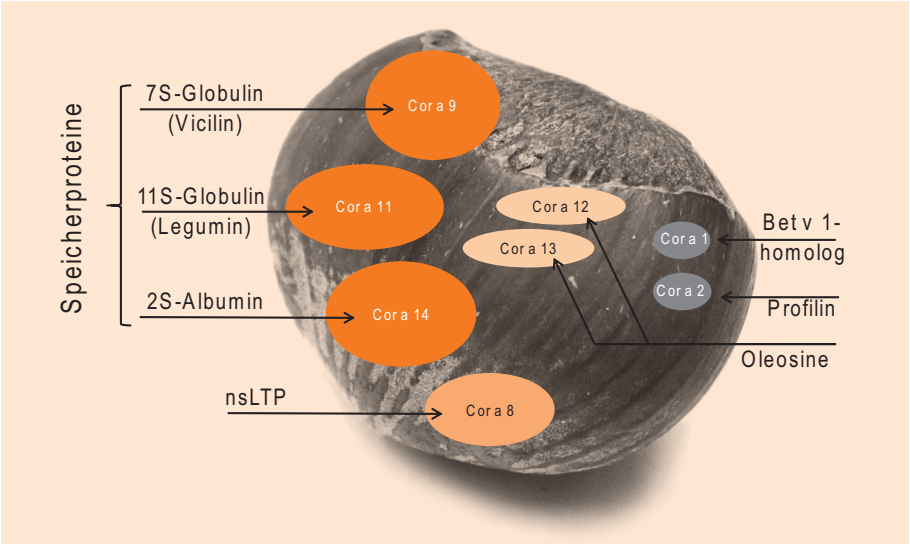 Speicherproteine
7S-Globulin
(Vicilin)
11S-Globulin
(Legumin)
2S-Albumin
nsLTP
Cor a 9
Cor a 11
Cor a 14
Cor a 8
Cor a 12
Cor a 13
Cor a 1
Cor a 2
Bet v 1-
homolog
Profilin
Oleosine